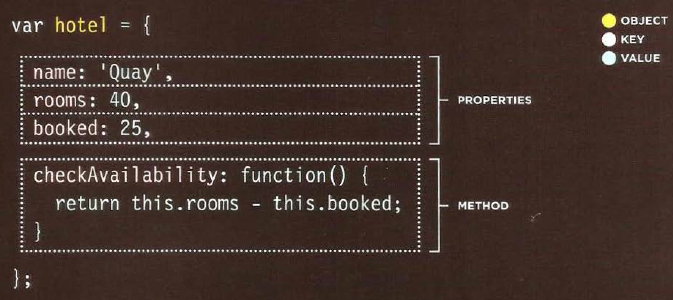 var hotel = {
OBJECT
KEY
VALUE
name: 'Quay',
rooms: 40,
booked: 25,
PROPERTIES
checkAvailability: function() {
return this.rooms - this.booked;
}
METHOD
};